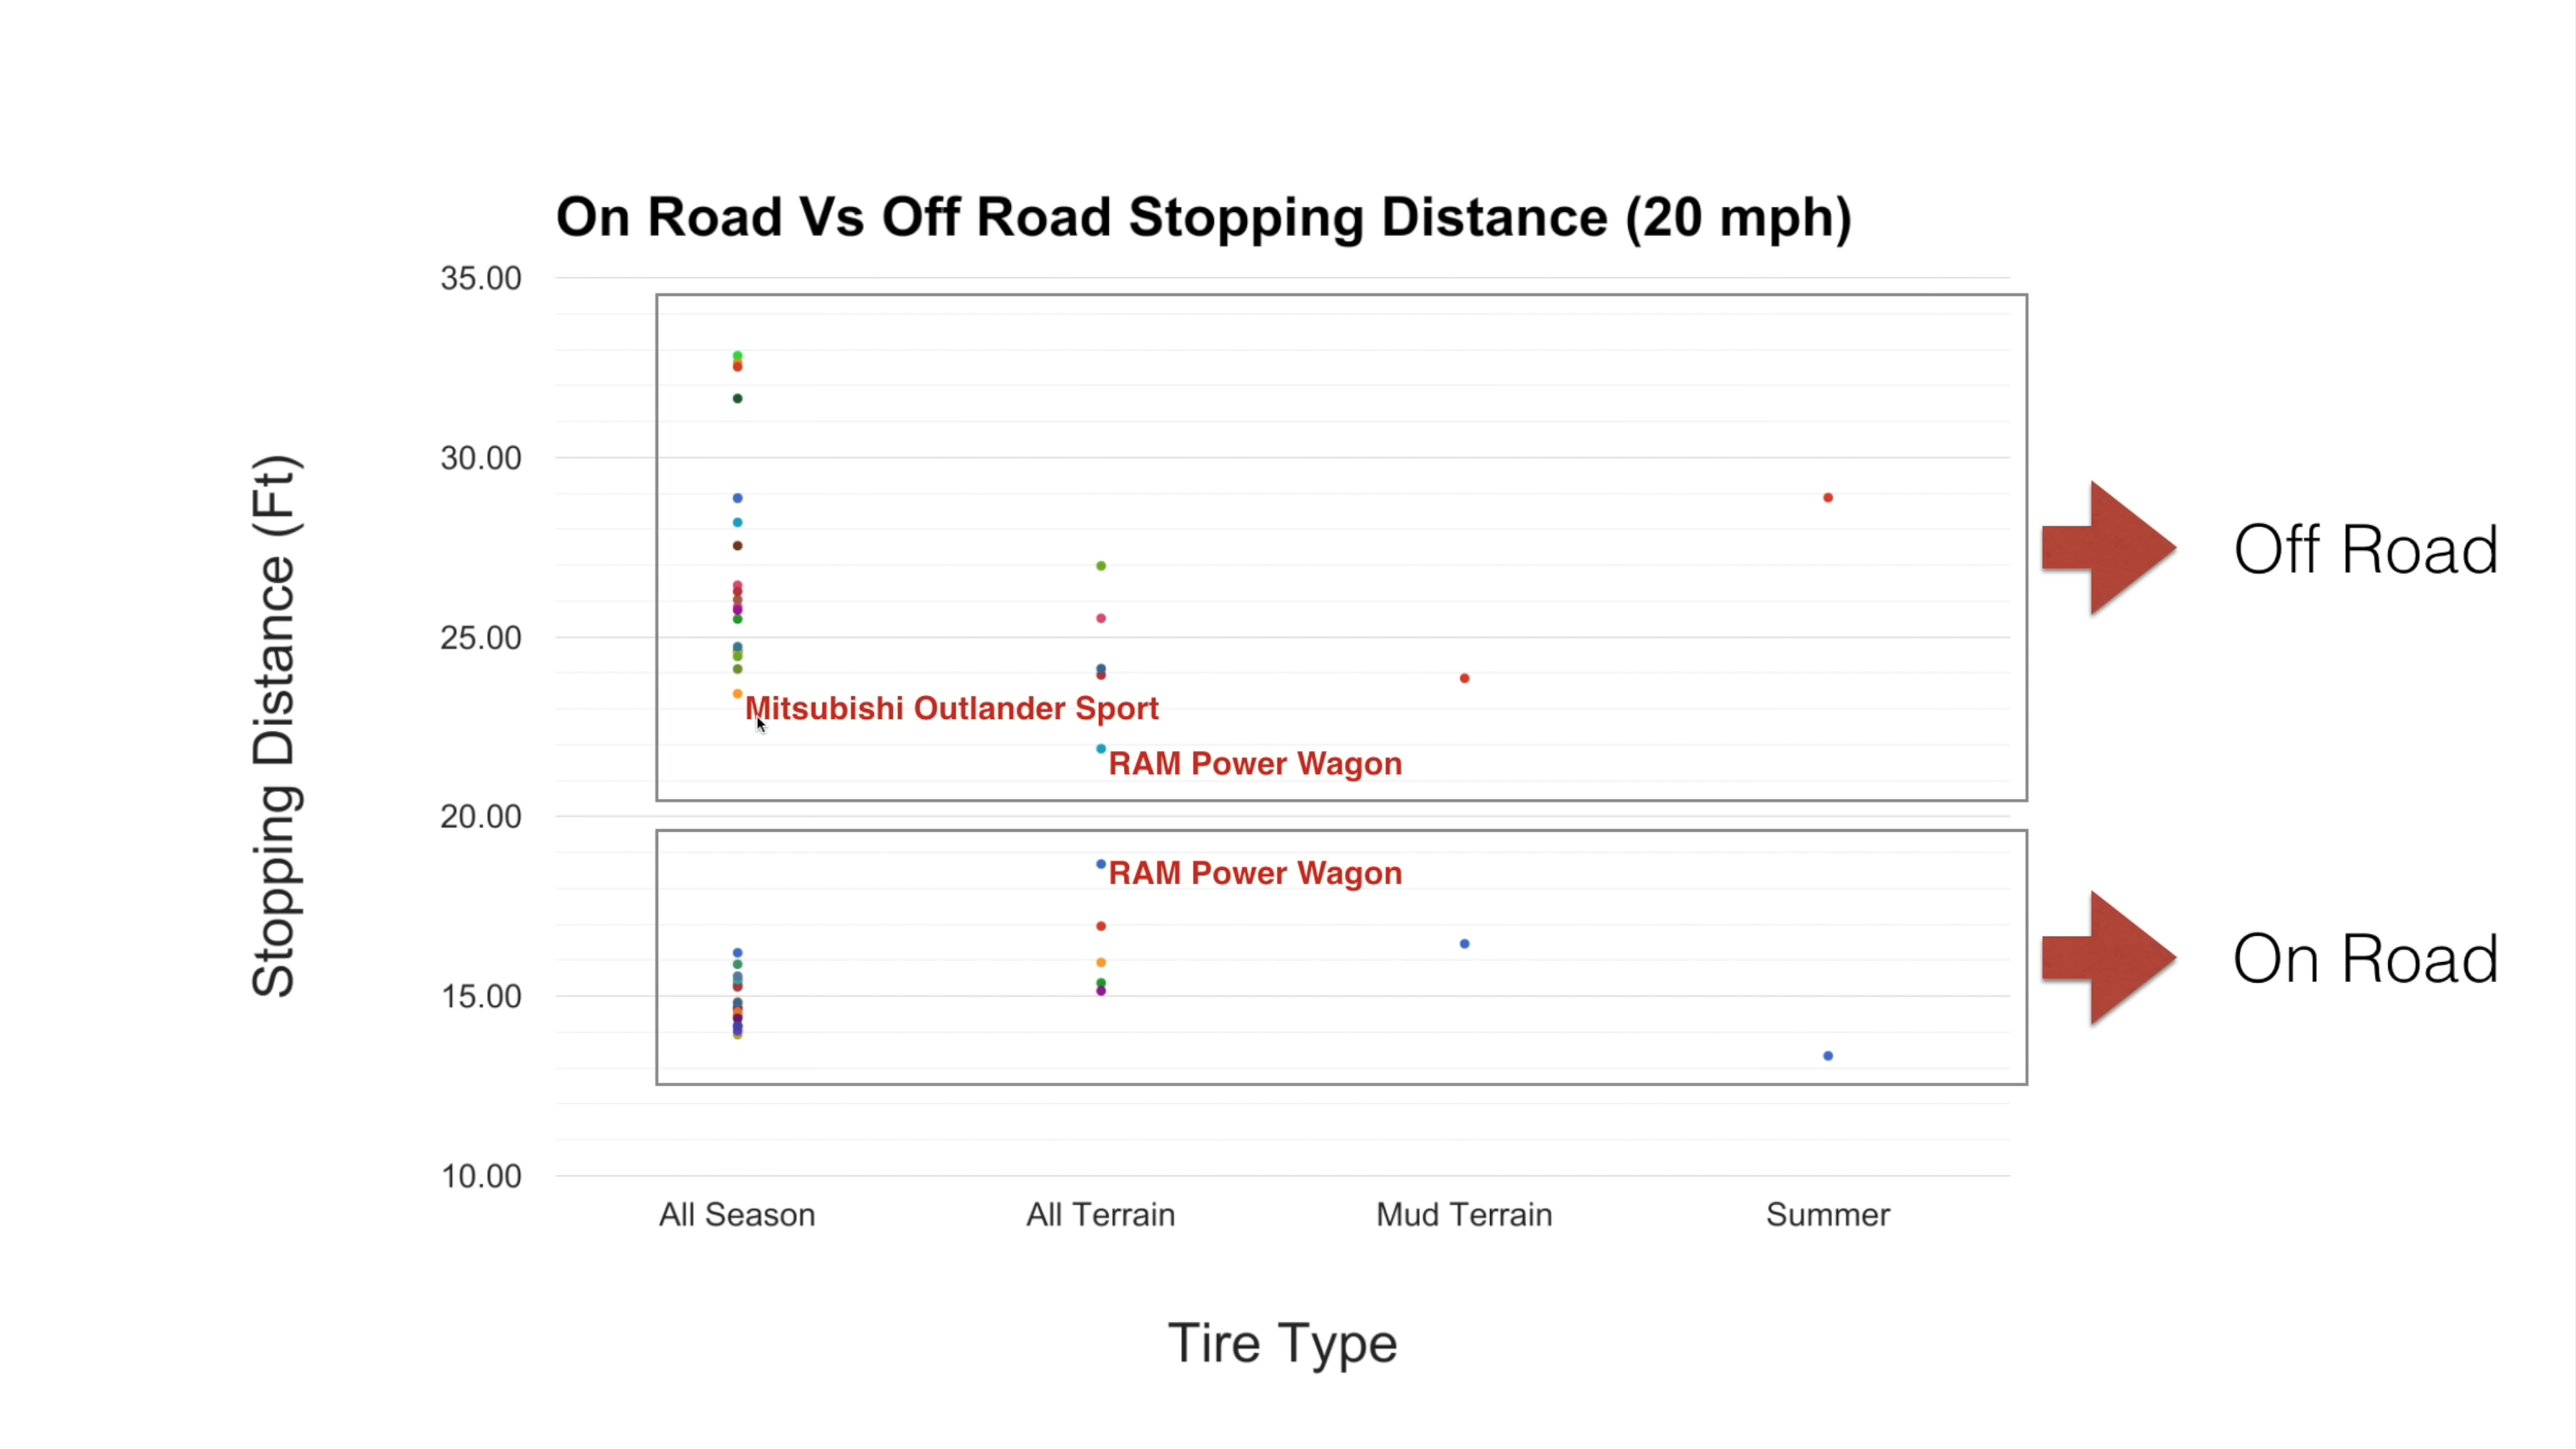 On Road Vs Off Road Stopping Distance (20 mph)
Stopping Distance (Ft)
35.00
30.00
25.00
20.00
15.00
10.00
Mitsubishi Outlander Sport
RAM Power Wagon
RAM Power Wagon
Off Road
On Road
All Season
All Terrain
Mud Terrain
Summer
Tire Type